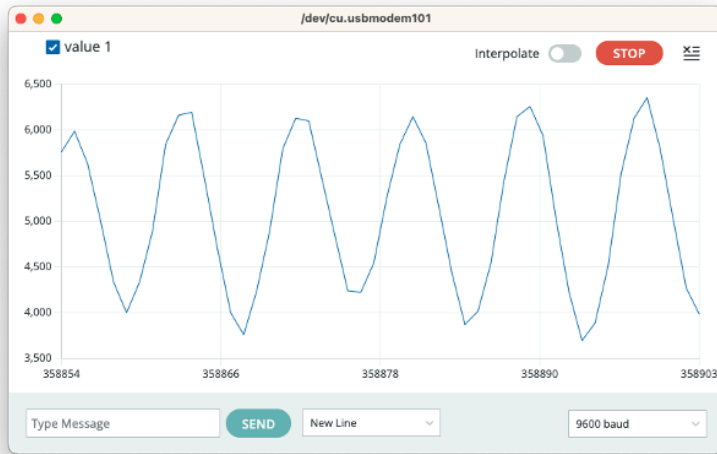 /dev/cu.usbmodem101
value 1
Interpolate
STOP
6,500
6,000
5,500
5,000
4,500
4,000
3,500
358854 358866 358878 358890 358903
Type Message SEND New Line 9600 baud